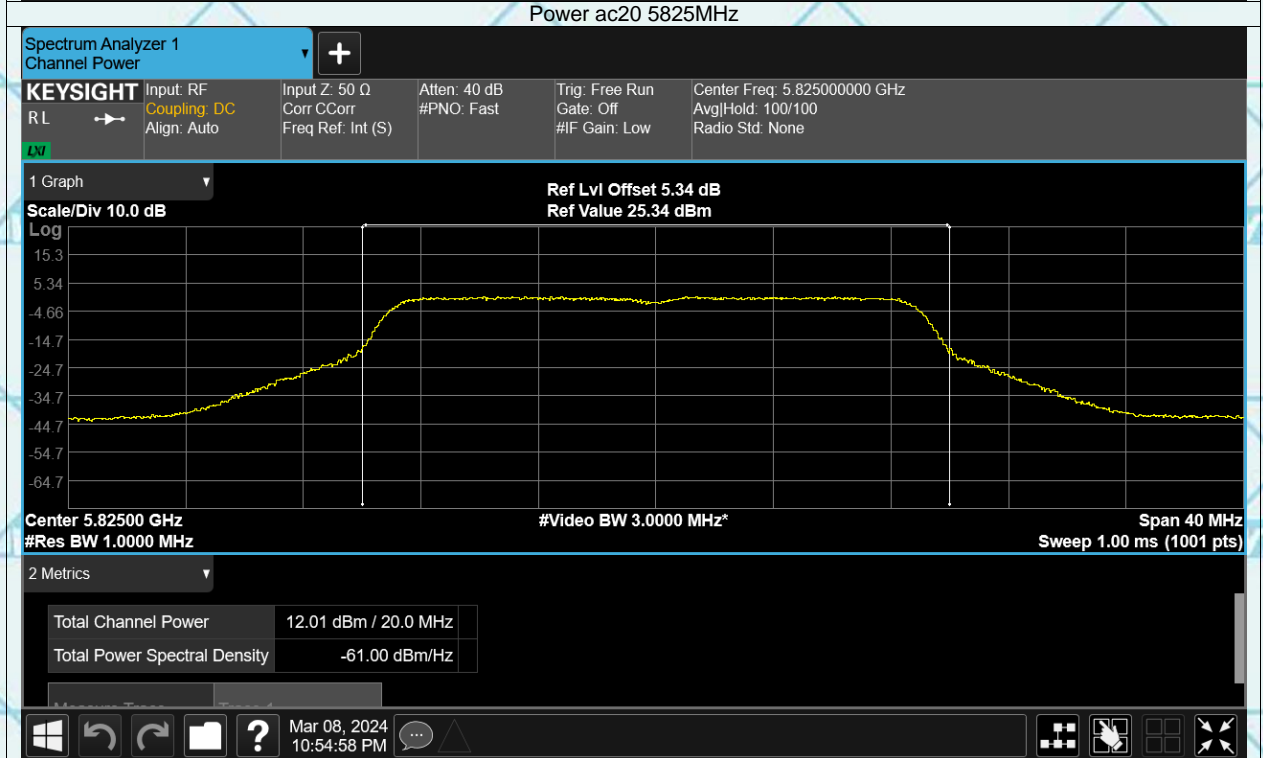 Power ac20 5825MHz
Spectrum Analyzer 1
Channel Power
KEYSIGHT
R L
LXI
Input: RF
Coupling: DC
Align: Auto
Input Z: 50 Ω
Corr CCorr
Freq Ref: Int (S)
Atten: 40 dB
#PNO: Fast
Trig: Free Run
Gate: Off
#IF Gain: Low
Center Freq: 5.825000000 GHz
Avg|Hold: 100/100
Radio Std: None
1 Graph
Ref Lvl Offset 5.34 dB
Scale/Div 10.0 dB
Ref Value 25.34 dBm
Log
15.3
5.34
-4.66
-14.7
-24.7
-34.7
-44.7
-54.7
-64.7
Center 5.82500 GHz
#Video BW 3.0000 MHz*
Span 40 MHz
#Res BW 1.0000 MHz
Sweep 1.00 ms (1001 pts)
2 Metrics
Total Channel Power 12.01 dBm / 20.0 MHz
Total Power Spectral Density -61.00 dBm/Hz
Measure Trace Trace 1
?
Mar 08, 2024
10:54:58 PM